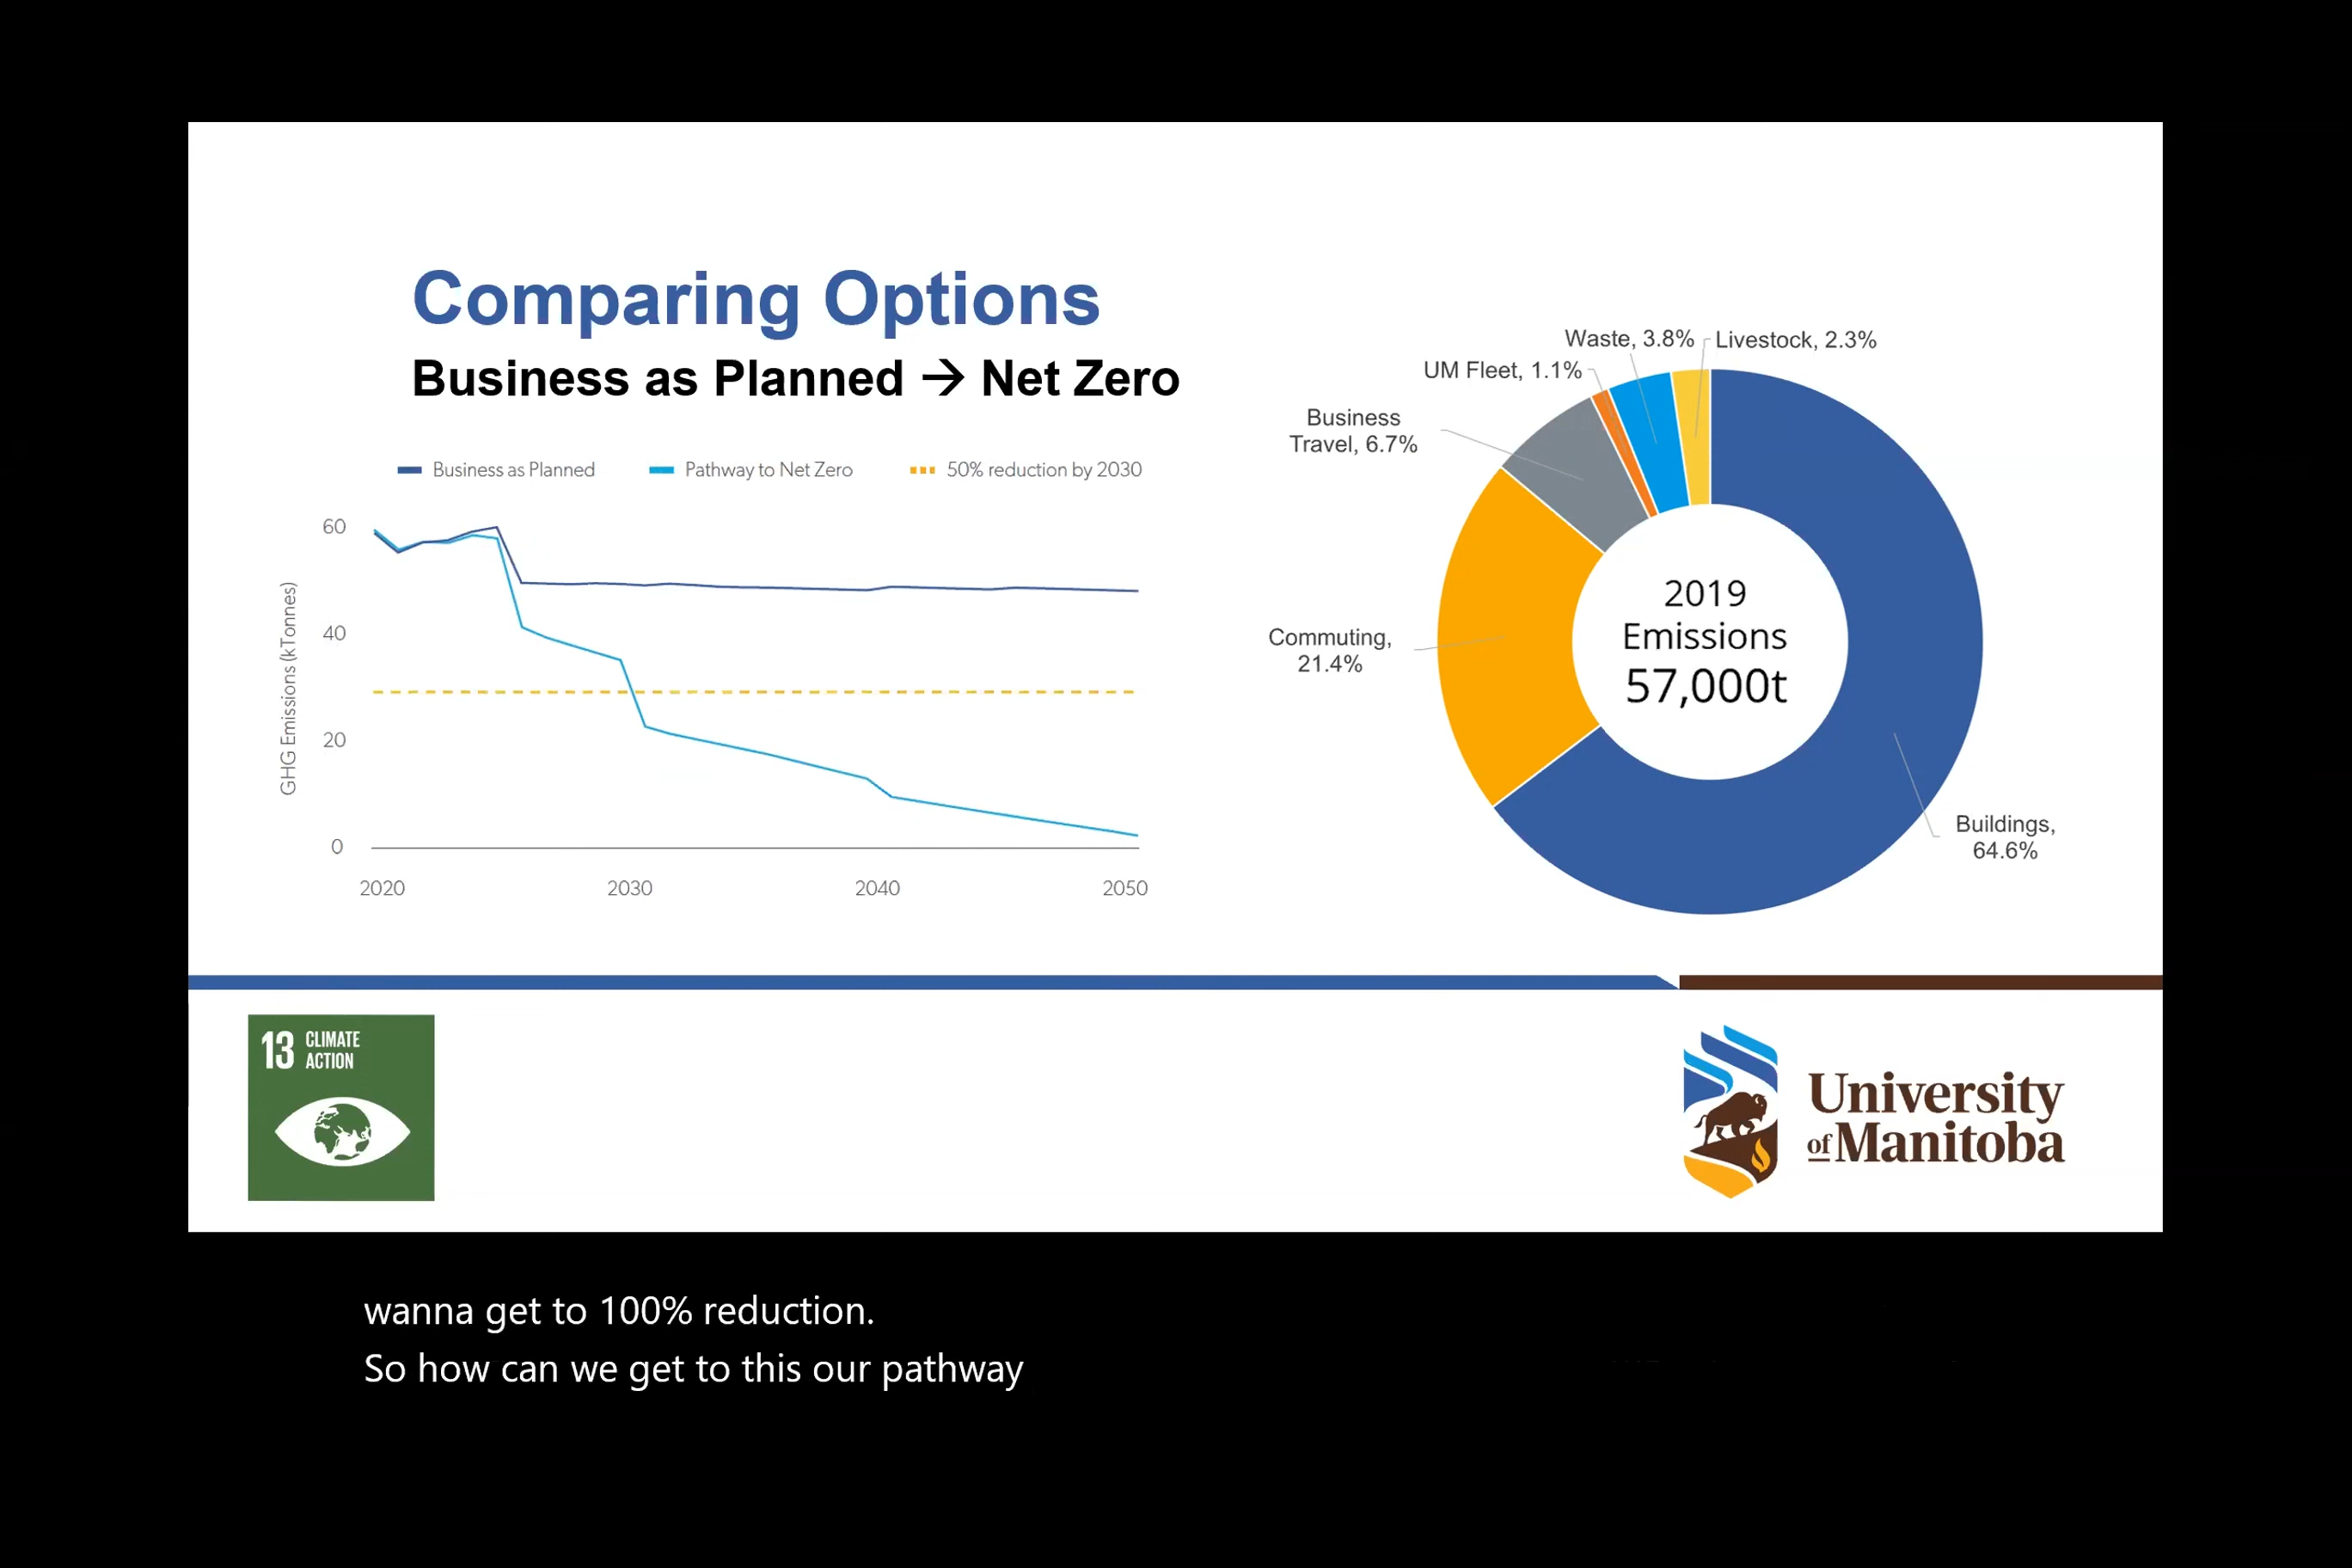 Comparing Options
Business as Planned → Net Zero
Business as Planned
Pathway to Net Zero
50% reduction by 2030
GHG Emissions (kTonnes)
60
40
20
0
2020
2030
2040
2050
Waste, 3.8%
Livestock, 2.3%
UM Fleet, 1.1%
Business
Travel, 6.7%
Commuting,
21.4%
2019
Emissions
57,000t
Buildings,
64.6%
13 CLIMATE
ACTION
University
of Manitoba
wanna get to 100% reduction.
So how can we get to this our pathway